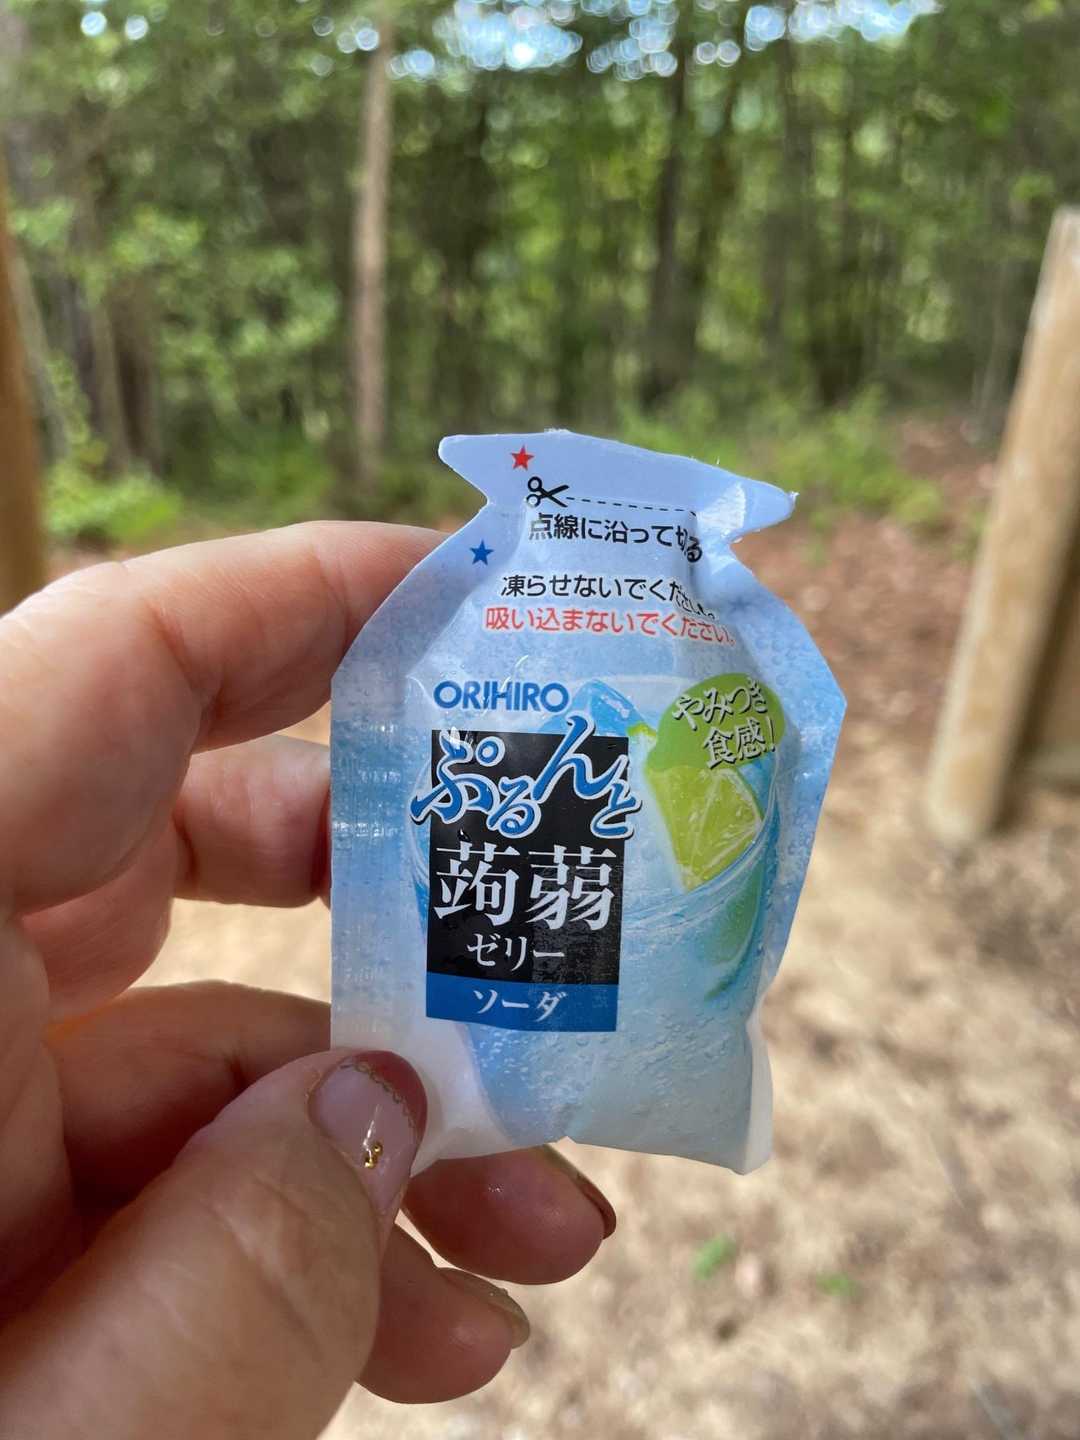 点線に沿って切る
凍らせないでください。
吸い込まないでください。
ORIHIRO
やみつき
食感!
ぷるんと
蒟蒻
ゼリー
ソーダ